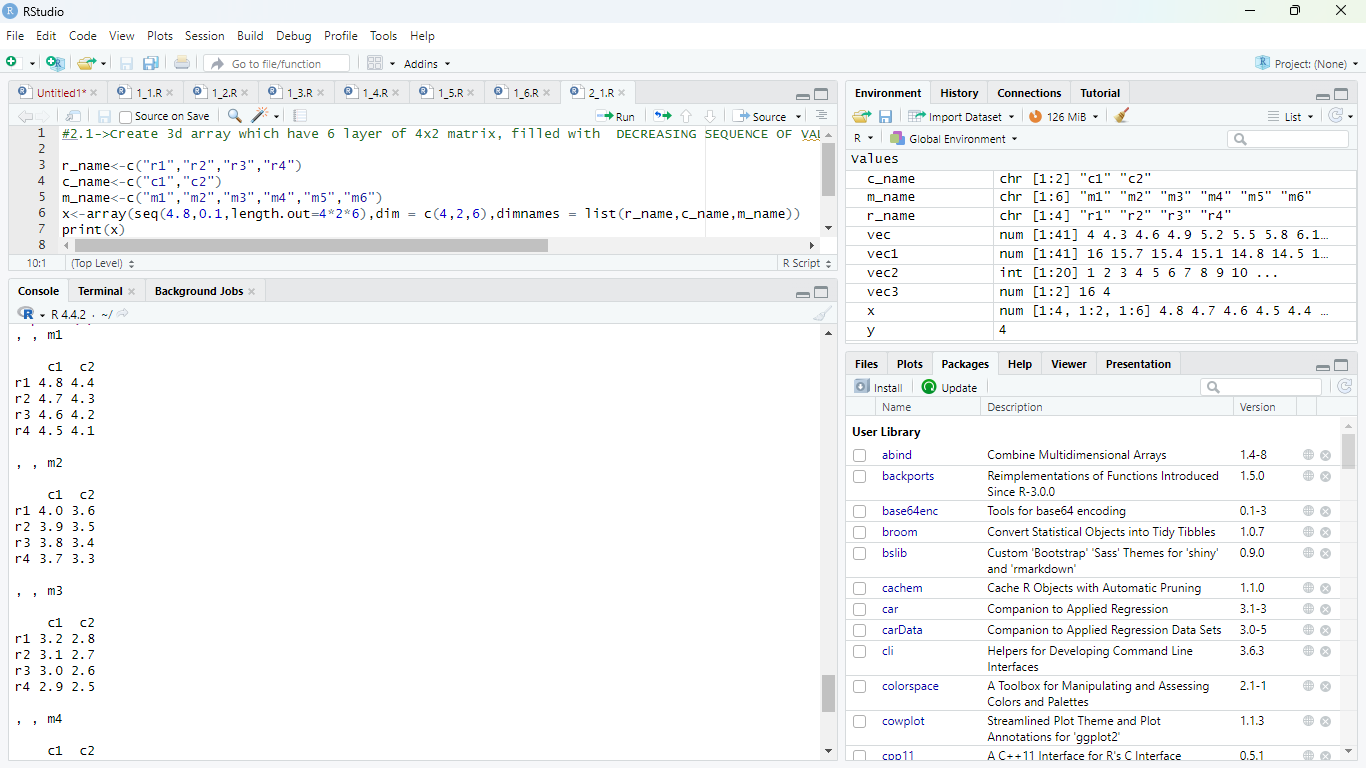 RStudio
File Edit Code View Plots Session Build Debug Profile Tools Help
Go to file/function Addins Project: (None)
Untitled1* 1_1.R 1_2.R 1_3.R 1_4.R 1_5.R 1_6.R 2_1.R
Source on Save Run Source
1 #2.1->Create 3d array which have 6 layer of 4x2 matrix, filled with DECREASING SEQUENCE OF
2
3 r_name<-c("r1","r2","r3","r4")
4 c_name<-c("c1","c2")
5 m_name<-c("m1","m2","m3","m4","m5","m6")
6 x<-array(seq(4.8,0.1,length.out=4*2*6),dim = c(4,2,6),dimnames = list(r_name,c_name,m_name))
7 print(x)
8
10:1 (Top Level) R Script
Console Terminal Background Jobs
R 4.4.2 · ~/
, , m1
c1 c2
r1 4.8 4.4
r2 4.7 4.3
r3 4.6 4.2
r4 4.5 4.1
, , m2
c1 c2
r1 4.0 3.6
r2 3.9 3.5
r3 3.8 3.4
r4 3.7 3.3
, , m3
c1 c2
r1 3.2 2.8
r2 3.1 2.7
r3 3.0 2.6
r4 2.9 2.5
, , m4
c1 c2
Environment History Connections Tutorial
Import Dataset 126 MiB List
R Global Environment
Values
c_name chr [1:2] "c1" "c2"
m_name chr [1:6] "m1" "m2" "m3" "m4" "m5" "m6"
r_name chr [1:4] "r1" "r2" "r3" "r4"
vec num [1:41] 4 4.3 4.6 4.9 5.2 5.5 5.8 6.1…
vec1 num [1:41] 16 15.7 15.4 15.1 14.8 14.5 1…
vec2 int [1:20] 1 2 3 4 5 6 7 8 9 10 ...
vec3 num [1:2] 16 4
x num [1:4, 1:2, 1:6] 4.8 4.7 4.6 4.5 4.4 …
y 4
Files Plots Packages Help Viewer Presentation
Install Update
Name Description Version
User Library
abind Combine Multidimensional Arrays 1.4-8
backports Reimplementations of Functions Introduced 1.5.0
Since R-3.0.0
base64enc Tools for base64 encoding 0.1-3
broom Convert Statistical Objects into Tidy Tibbles 1.0.7
bslib Custom 'Bootstrap' 'Sass' Themes for 'shiny' 0.9.0
and 'rmarkdown'
cachem Cache R Objects with Automatic Pruning 1.1.0
car Companion to Applied Regression 3.1-3
carData Companion to Applied Regression Data Sets 3.0-5
cli Helpers for Developing Command Line 3.6.3
Interfaces
colorspace A Toolbox for Manipulating and Assessing 2.1-1
Colors and Palettes
cowplot Streamlined Plot Theme and Plot 1.1.3
Annotations for 'ggplot2'
cpp11 A C++11 Interface for R's C Interface 0.5.1